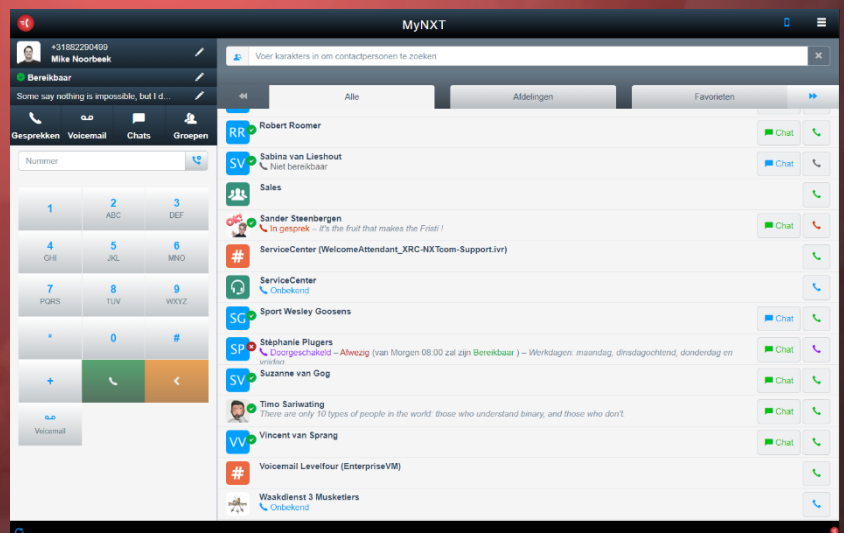 MyNXT
+31882290499
Mike Noorbeek
Bereikbaar
Some say nothing is impossible, but I d...
Gesprekken Voicemail Chats Groepen
Nummer
1
2 ABC
3 DEF
4 GHI
5 JKL
6 MNO
7 PQRS
8 TUV
9 WXYZ
*
0
#
+
Voicemail
Voer karakters in om contactpersonen te zoeken
Alle Afdelingen Favorieten
RR Robert Roomer Chat
SV Sabina van Lieshout Chat
Niet bereikbaar
Sales
Sander Steenbergen Chat
In gesprek – it's the fruit that makes the Fristi !
# ServiceCenter (WelcomeAttendant_XRC-NXTcom-Support.ivr)
ServiceCenter
Onbekend
SG Sport Wesley Goosens Chat
SP Stéphanie Plugers Chat
Doorgeschakeld – Afwezig (van Morgen 08:00 zal zijn Bereikbaar ) – Werkdagen: maandag, dinsdagochtend, donderdag en
vrijdag
SV Suzanne van Gog Chat
Timo Sariwating Chat
There are only 10 types of people in the world: those who understand binary, and those who don't.
VV Vincent van Sprang Chat
# Voicemail Levelfour (EnterpriseVM)
Waakdienst 3 Musketiers
Onbekend